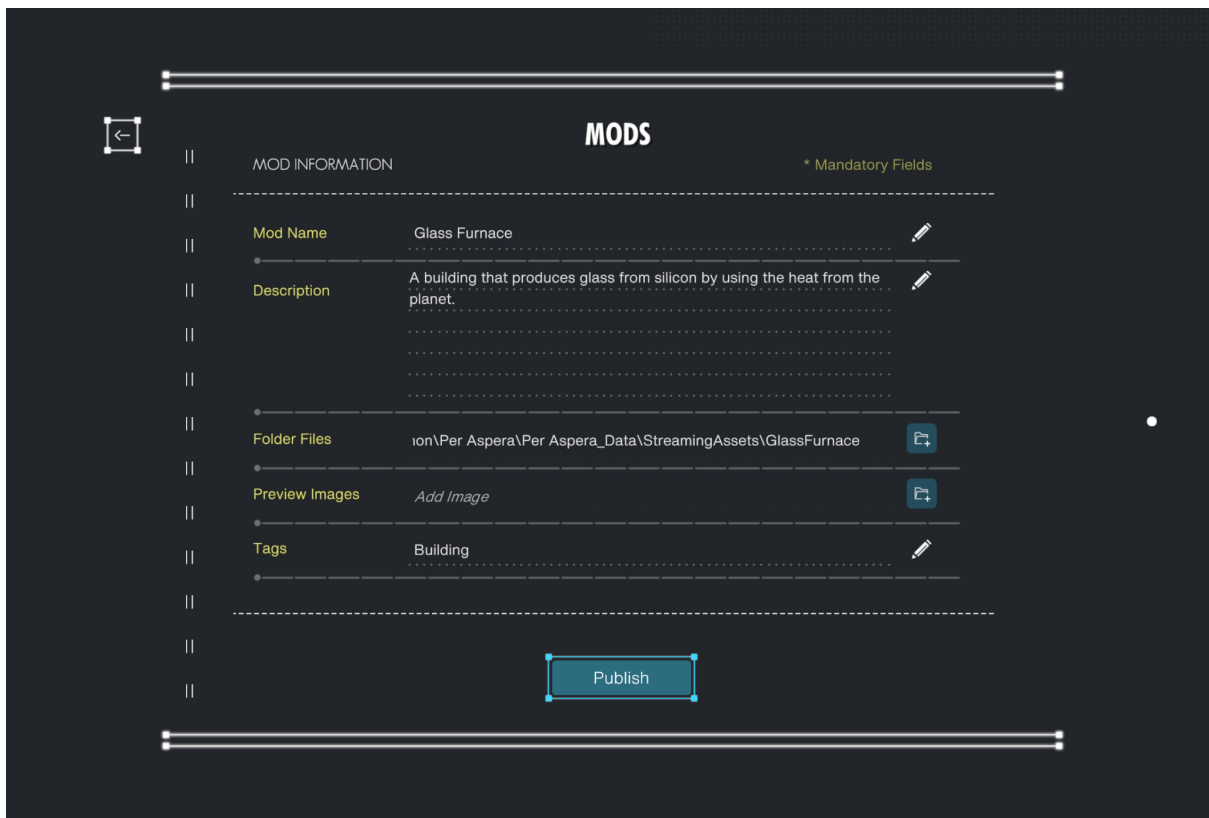 MODS
MOD INFORMATION
* Mandatory Fields
Mod Name
Glass Furnace
Description
A building that produces glass from silicon by using the heat from the
planet.
Folder Files
non\Per Aspera\Per Aspera_Data\StreamingAssets\GlassFurnace
Preview Images
Add Image
Tags
Building
Publish